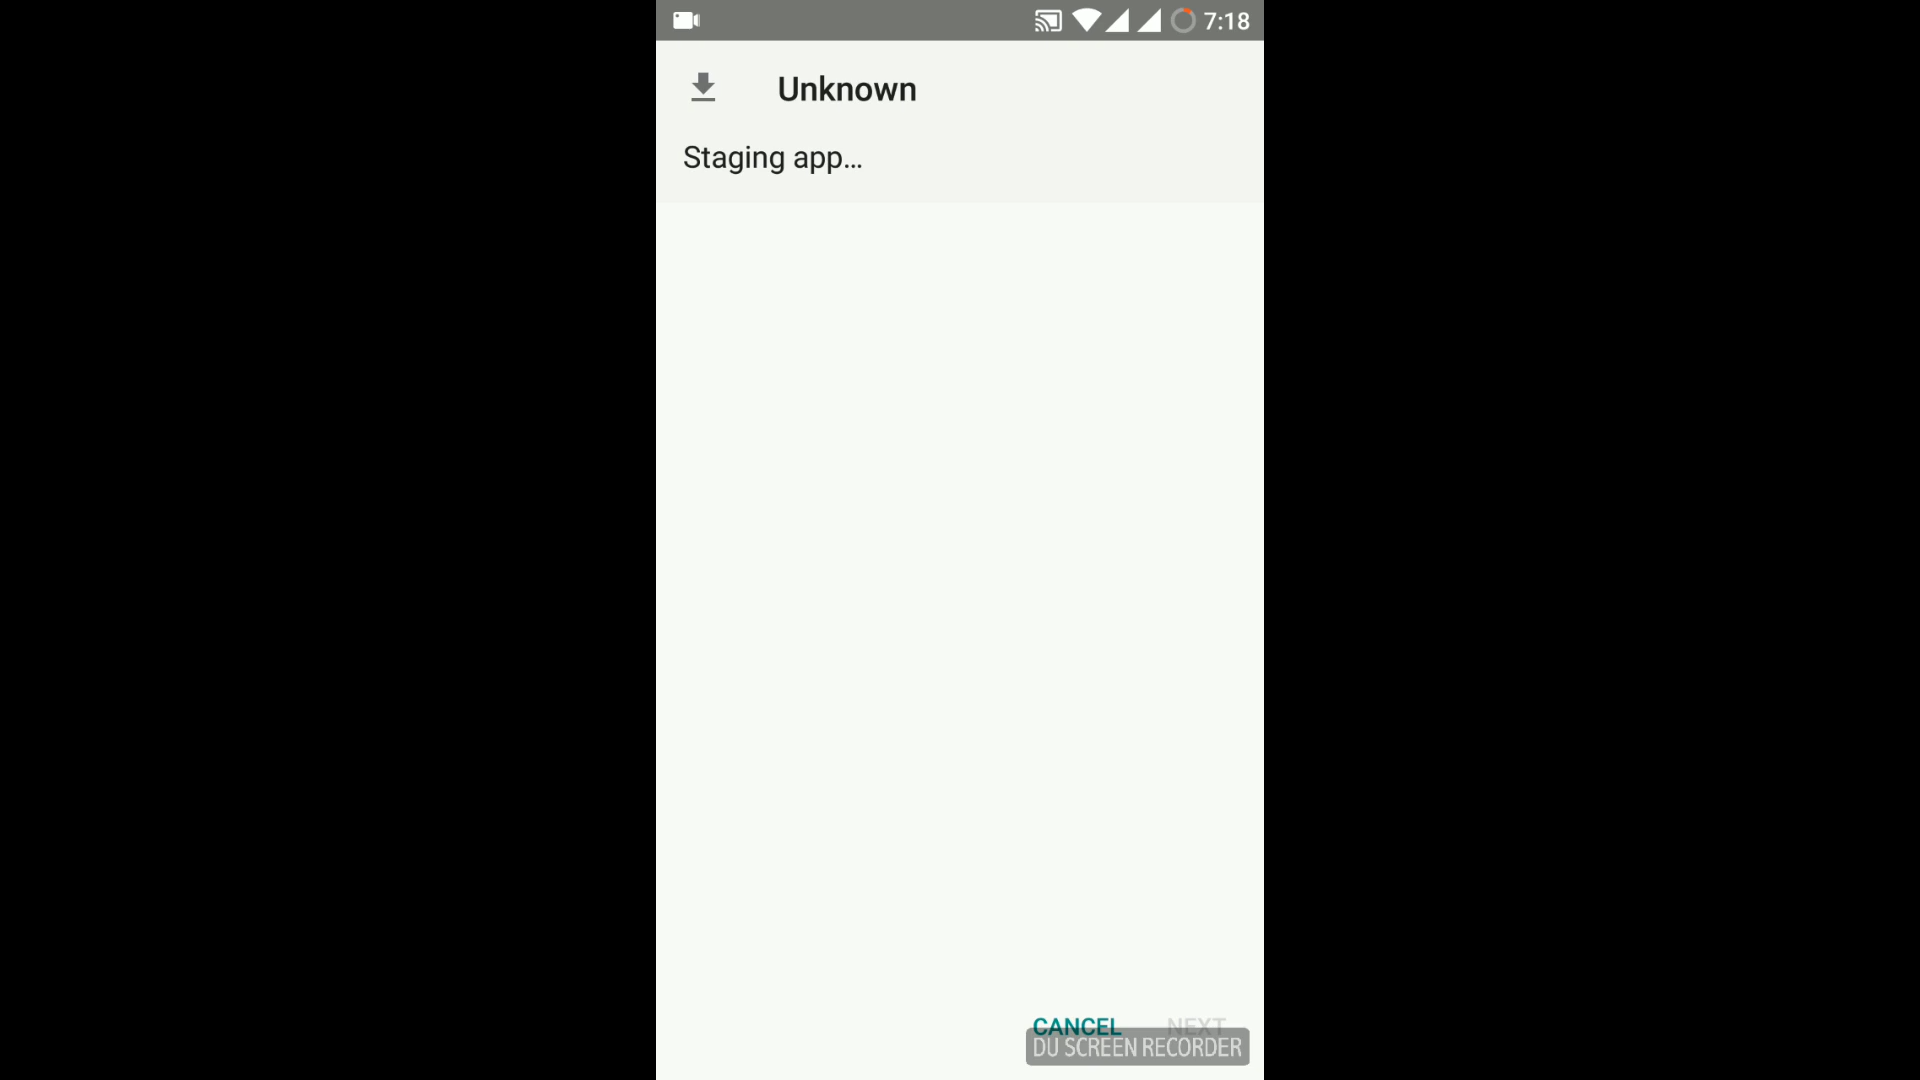 7:18
Unknown
Staging app...
CANCEL NEXT
DU SCREEN RECORDER